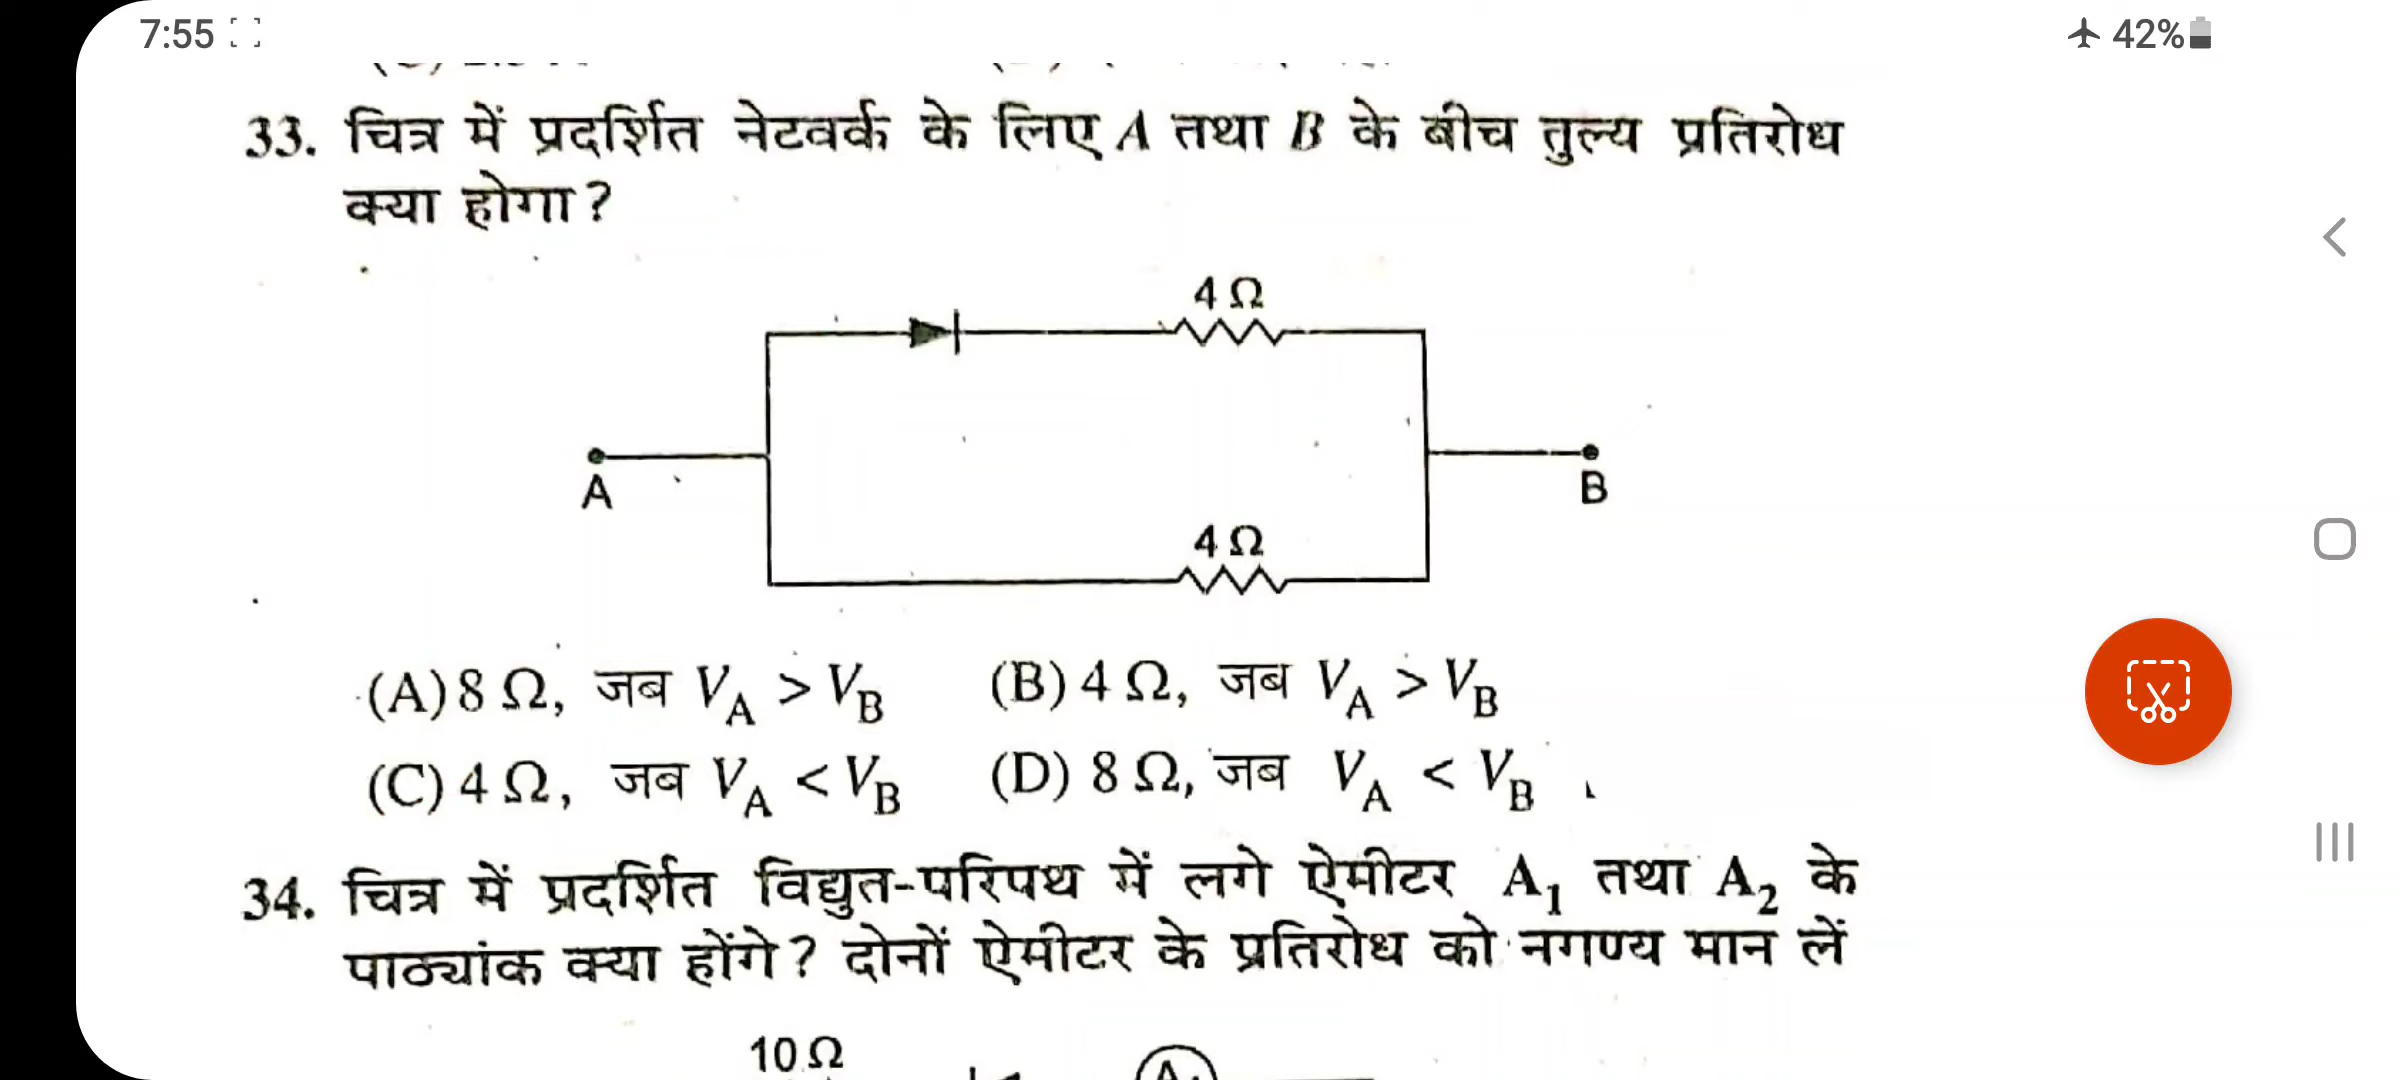 7:55
42%
33. चित्र में प्रदर्शित नेटवर्क के लिए A तथा B के बीच तुल्य प्रतिरोध
क्या होगा?
4 Ω
A
B
4 Ω
(A) 8 Ω, जब V_A > V_B (B) 4 Ω, जब V_A > V_B
(C) 4 Ω, जब V_A < V_B (D) 8 Ω, जब V_A < V_B
34. चित्र में प्रदर्शित विद्युत-परिपथ में लगे ऐमीटर A₁ तथा A₂ के
पाठ्यांक क्या होंगे? दोनों ऐमीटर के प्रतिरोध को नगण्य मान लें
10 Ω